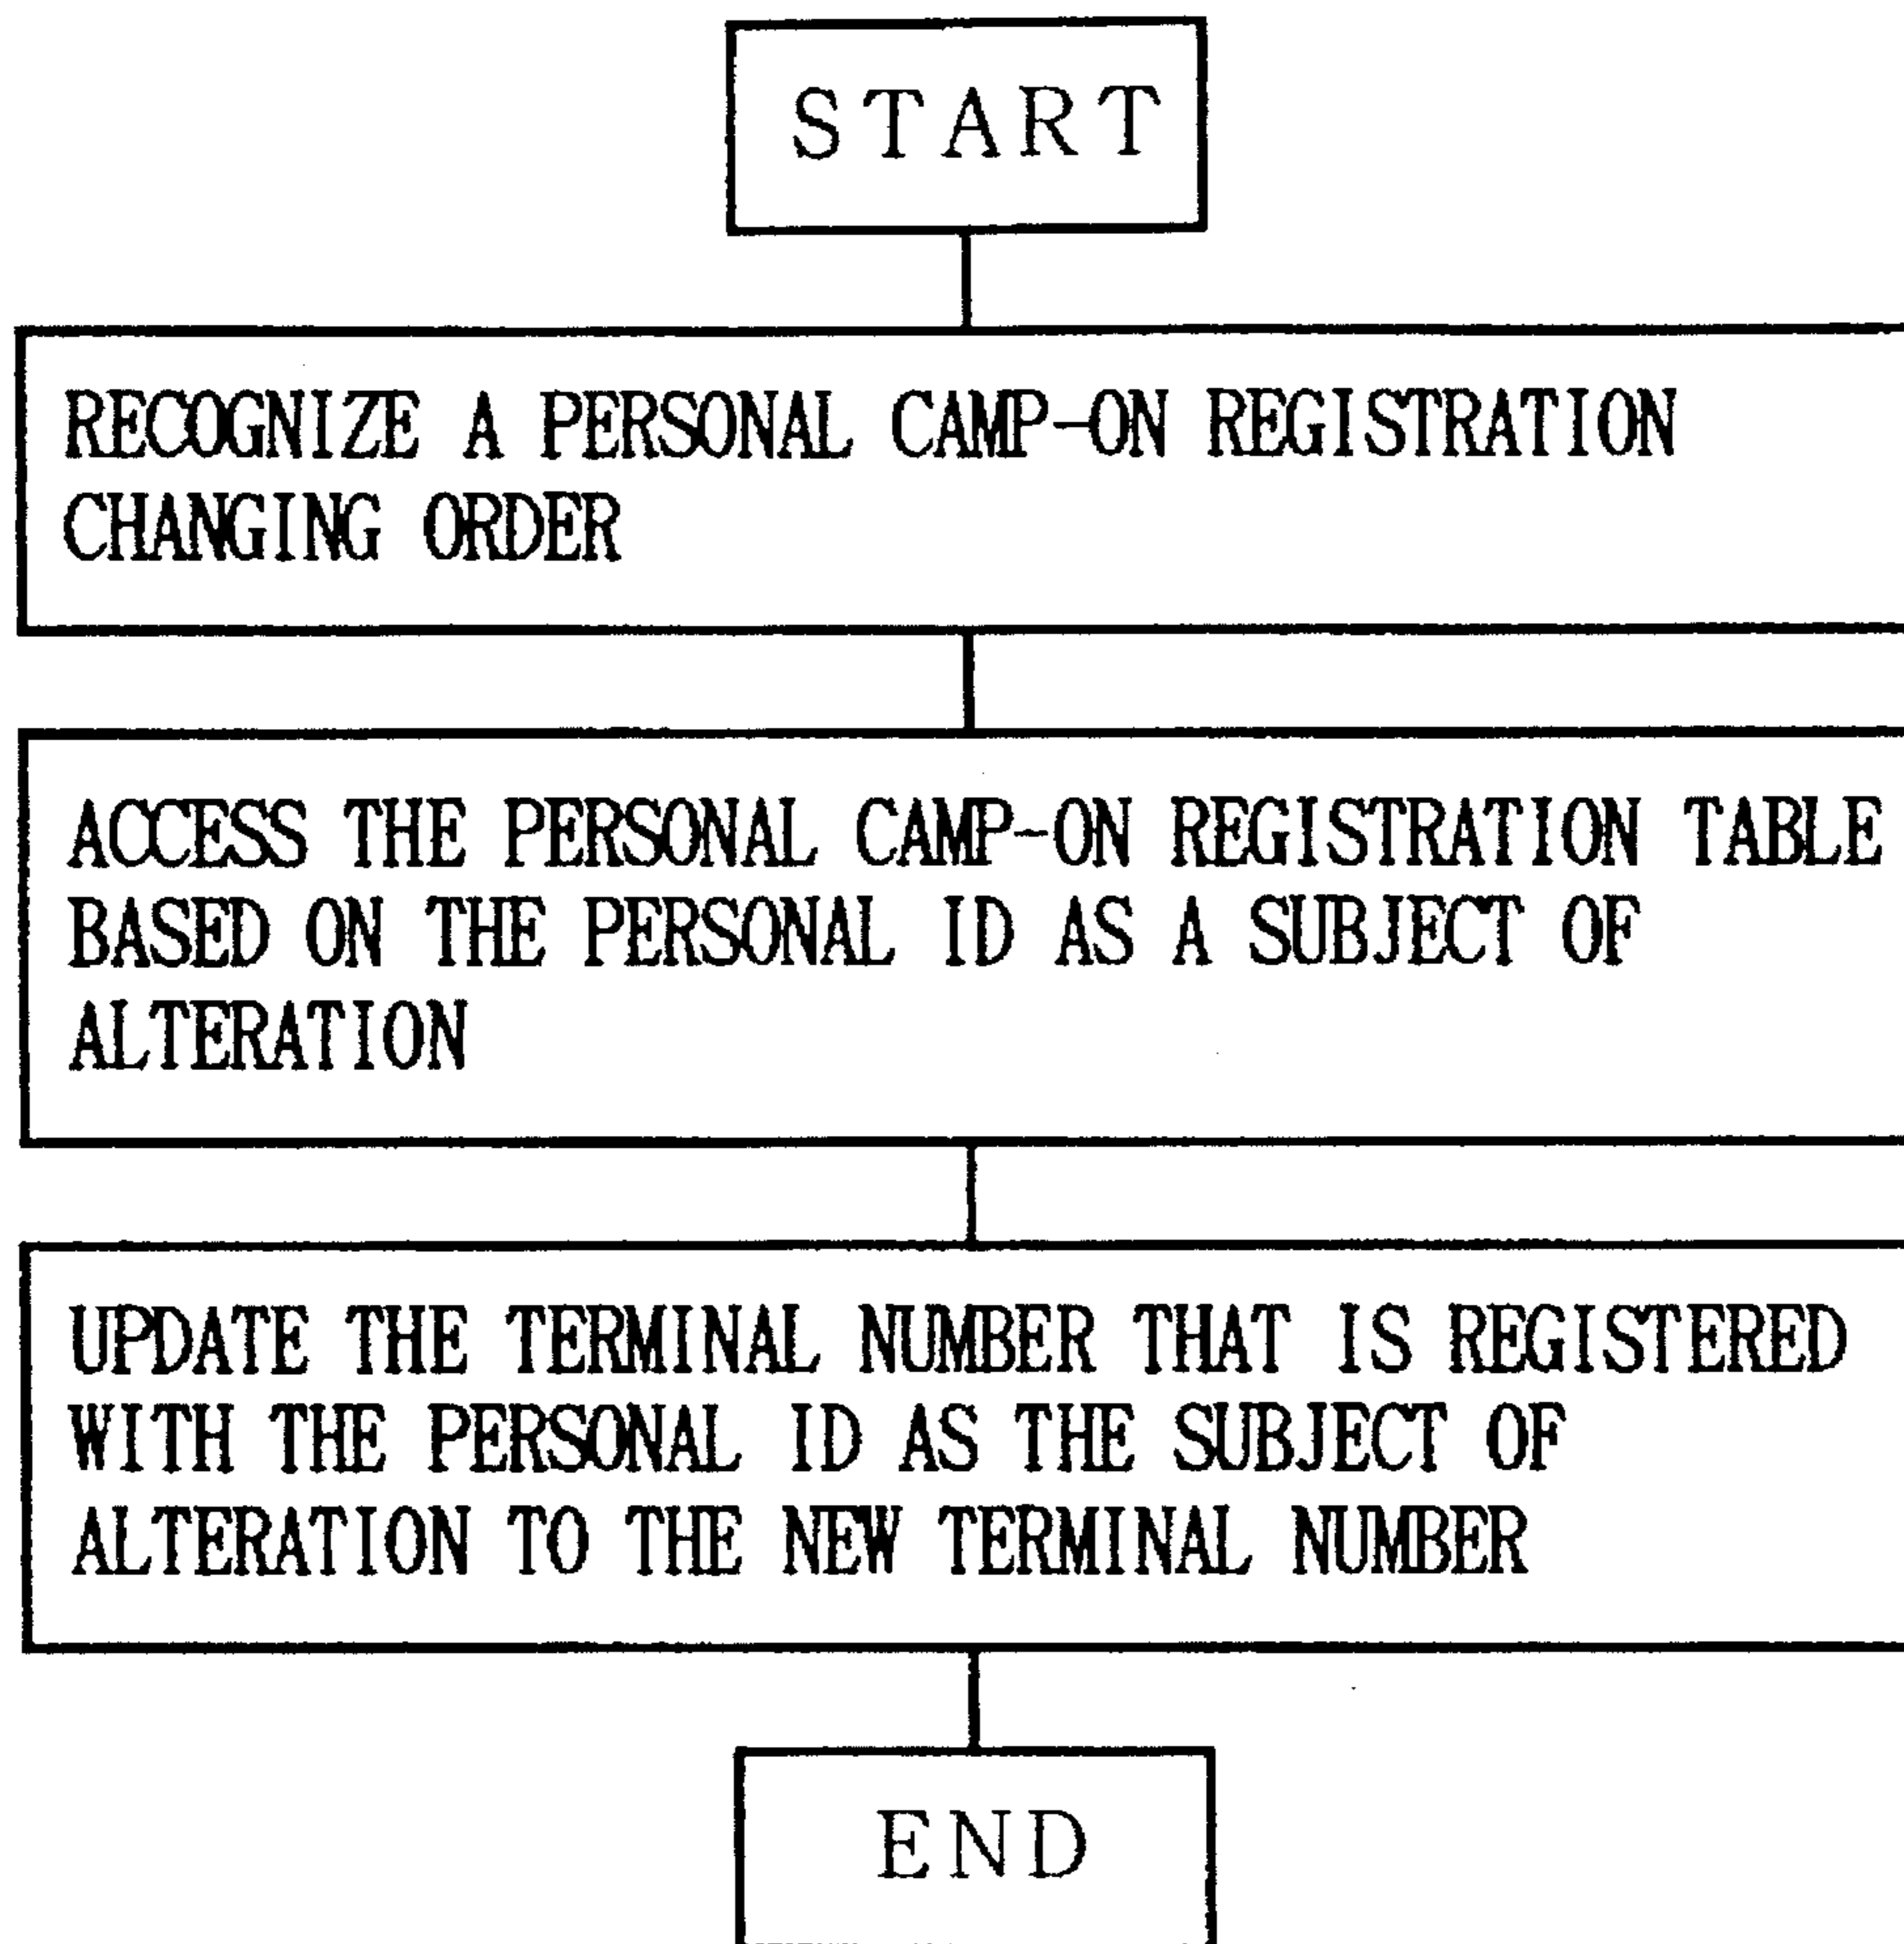 START
RECOGNIZE A PERSONAL CAMP-ON REGISTRATION
CHANGING ORDER
ACCESS THE PERSONAL CAMP-ON REGISTRATION TABLE
BASED ON THE PERSONAL ID AS A SUBJECT OF
ALTERATION
UPDATE THE TERMINAL NUMBER THAT IS REGISTERED
WITH THE PERSONAL ID AS THE SUBJECT OF
ALTERATION TO THE NEW TERMINAL NUMBER
END